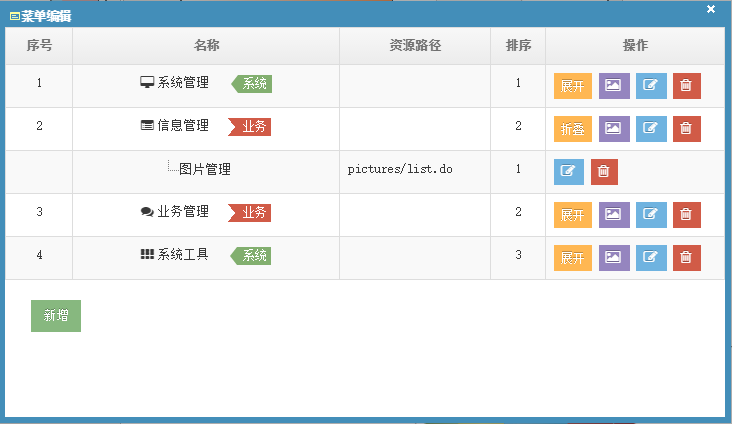 菜单编辑
序号 名称 资源路径 排序 操作
1 系统管理 系统 1 展开
2 信息管理 业务 2 折叠
图片管理 pictures/list.do 1
3 业务管理 业务 2 展开
4 系统工具 系统 3 展开
新增